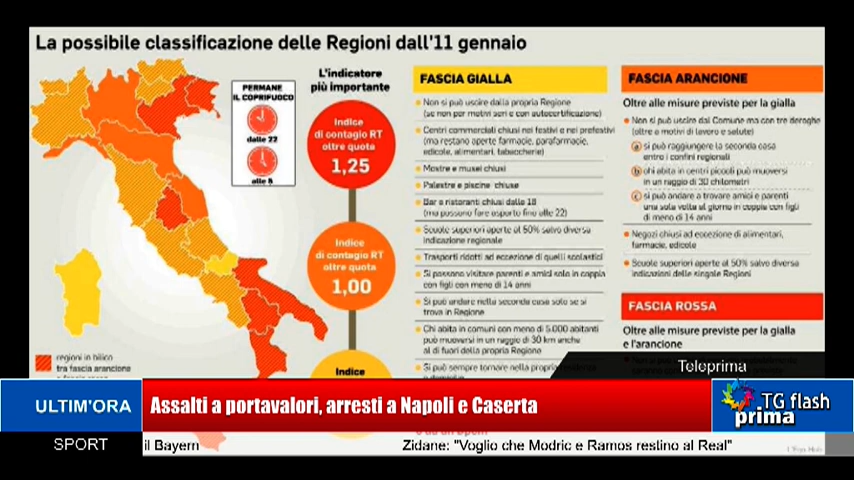 La possibile classificazione delle Regioni dall'11 gennaio
PERMANE
IL COPRIFUOCO
dalle 22
alle 5
L'indicatore
più importante
Indice
di contagio RT
oltre quota
1,25
Indice
di contagio RT
oltre quota
1,00
Indice
regioni in bilico
tra fascia arancione
FASCIA GIALLA
Non si può uscire dalla propria Regione
(se non per motivi seri e con autocertificazione)
Centri commerciali chiusi nei festivi e nei prefestivi
(ma restano aperte farmacie, parafarmacie,
edicole, alimentari, tabaccherie)
Mostre e musei chiusi
Palestre e piscine chiuse
Bar e ristoranti chiusi dalle 18
(ma possono fare asporto fino alle 22)
Scuole superiori aperte al 50% salvo diversa
indicazione regionale
Trasporti ridotti ad eccezione di quelli scolastici
Si possono visitare parenti e amici solo in coppia
con figli con meno di 14 anni
Si può andare nella seconda casa solo se si
trova in Regione
Chi abita in comuni con meno di 5.000 abitanti
può muoversi in un raggio di 30 km anche
al di fuori della propria Regione
Si può sempre tornare nella propria
FASCIA ARANCIONE
Oltre alle misure previste per la gialla
Non si può uscire dal Comune ma con tre deroghe
(oltre a motivi di lavoro e salute)
a si può raggiungere la seconda casa
entro i confini regionali
b chi abita in centri piccoli può muoversi
in un raggio di 30 chilometri
c si può andare a trovare amici e parenti
una sola volta al giorno in coppia con figli
di meno di 14 anni
Negozi chiusi ad eccezione di alimentari,
farmacie, edicole
Scuole superiori aperte al 50% salvo diversa
indicazioni delle singole Regioni
FASCIA ROSSA
Oltre alle misure previste per la gialla
e l'arancione
Teleprima
ULTIM'ORA
Assalti a portavalori, arresti a Napoli e Caserta
TG flash
prima
SPORT
il Bayern
Zidane: "Voglio che Modric e Ramos restino al Real"